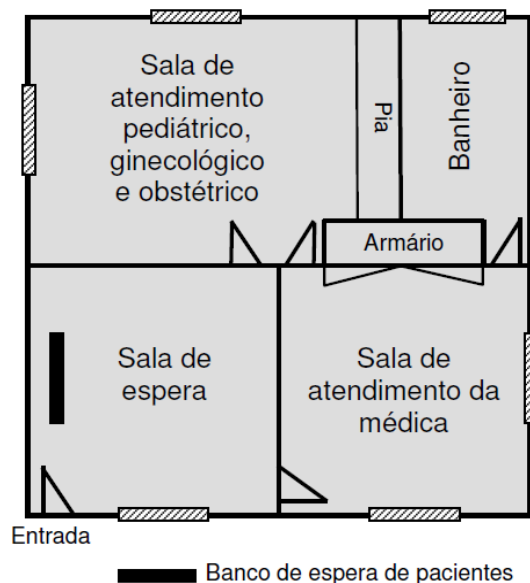 Sala de
atendimento
pediátrico,
ginecológico
e obstétrico
Pia
Banheiro
Armário
Sala de
espera
Sala de
atendimento da
médica
Entrada
Banco de espera de pacientes